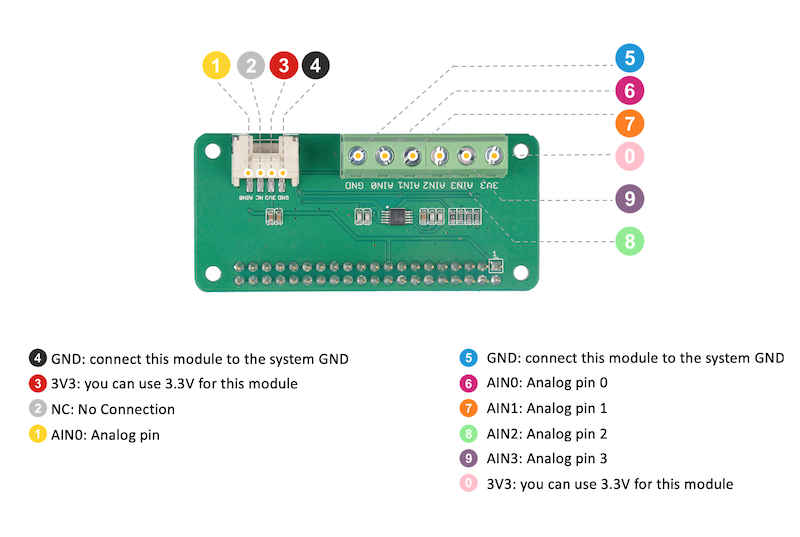 1 2 3 4
5
6
7
0
9
8
GND AIN0 AIN1 AIN2 AIN3 3V3
GND 3V3 NC AIN0
1
4 GND: connect this module to the system GND
3 3V3: you can use 3.3V for this module
2 NC: No Connection
1 AIN0: Analog pin
5 GND: connect this module to the system GND
6 AIN0: Analog pin 0
7 AIN1: Analog pin 1
8 AIN2: Analog pin 2
9 AIN3: Analog pin 3
0 3V3: you can use 3.3V for this module